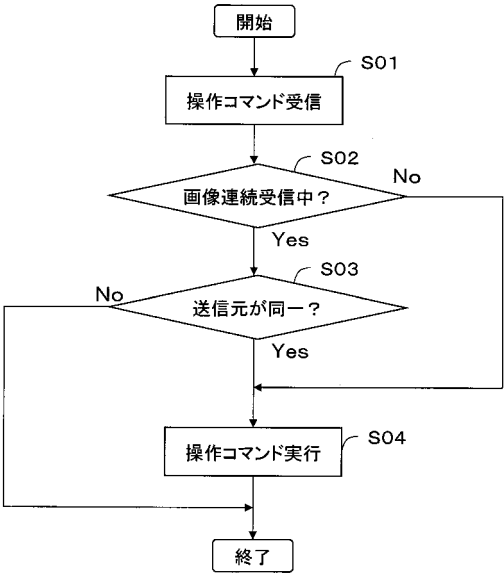 開始
S01
操作コマンド受信
S02
画像連続受信中？
No
Yes
S03
送信元が同一？
No
Yes
S04
操作コマンド実行
終了